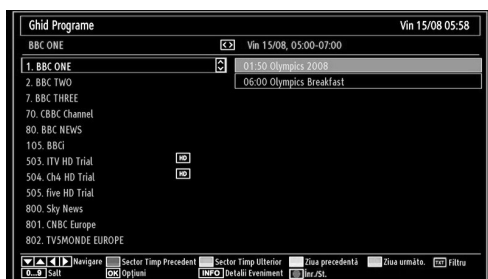 Ghid Programe Vin 15/08 05:58
BBC ONE Vin 15/08, 05:00-07:00
1. BBC ONE 01:50 Olympics 2008
2. BBC TWO 06:00 Olympics Breakfast
7. BBC THREE
70. CBBC Channel
80. BBC NEWS
105. BBCi
503. ITV HD Trial HD
504. Ch4 HD Trial HD
505. five HD Trial
800. Sky News
801. CNBC Europe
802. TV5MONDE EUROPE
Navigare Sector Timp Precedent Sector Timp Ulterior Ziua precedentă Ziua următo. TXT Filtru
0...9 Salt OK Opţiuni INFO Detalii Eveniment Înr./St.